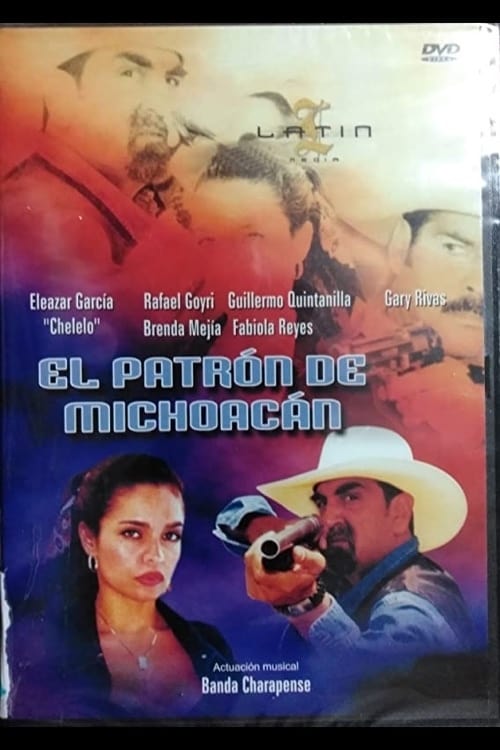 DVD
VIDEO
LATIN
MEDIA
Eleazar García Rafael Goyri Guillermo Quintanilla Gary Rivas
"Chelelo" Brenda Mejía Fabiola Reyes
EL PATRÓN DE
MICHOACÁN
Actuación musical
Banda Charapense